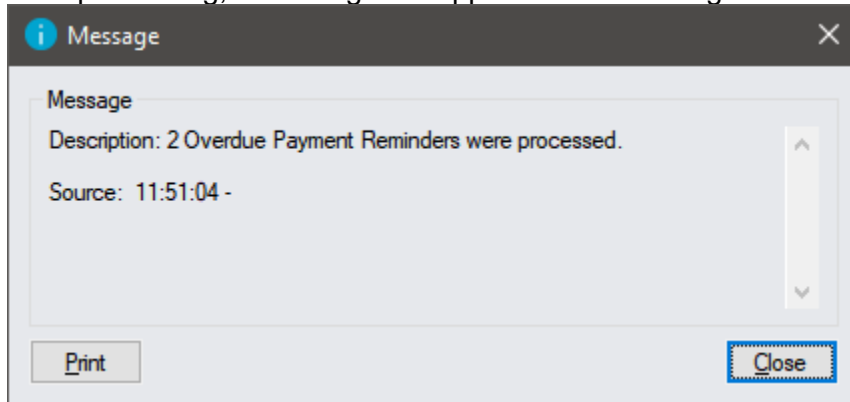 Message
Message
Description: 2 Overdue Payment Reminders were processed.
Source: 11:51:04 -
Print
Close